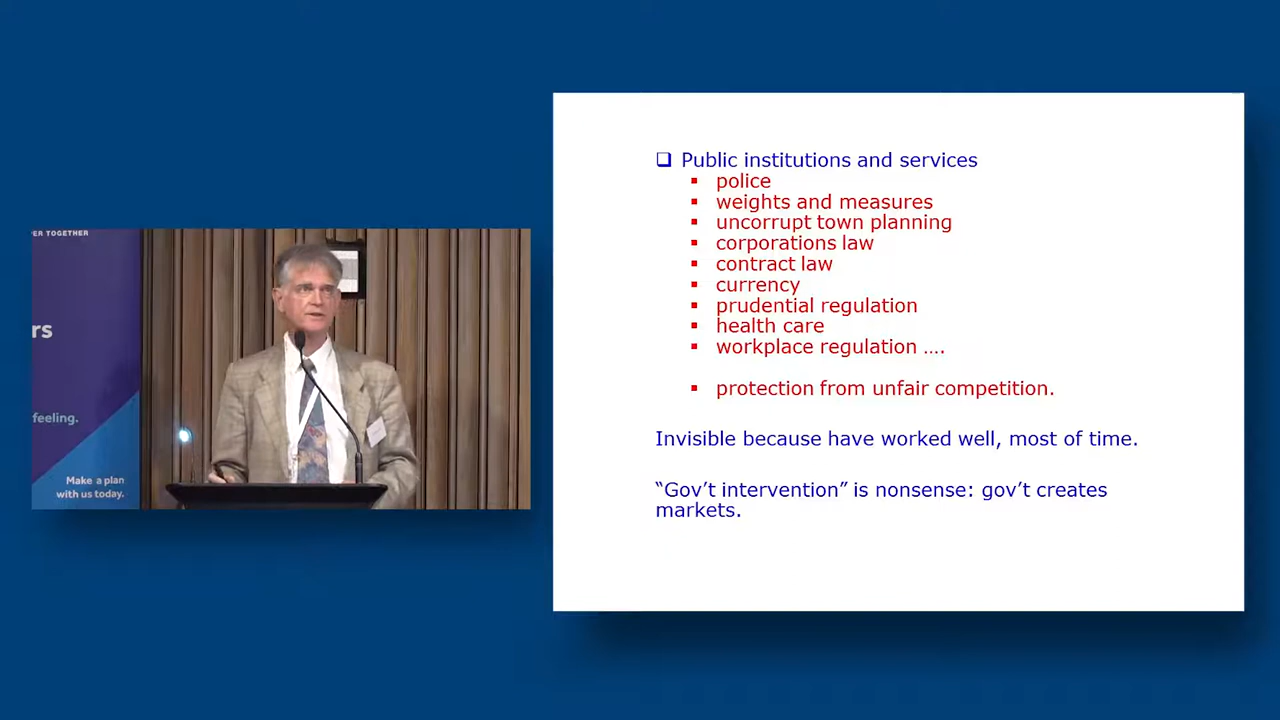 PER TOGETHER
rs
feeling.
Make a plan
with us today.
❑ Public institutions and services
▪ police
▪ weights and measures
▪ uncorrupt town planning
▪ corporations law
▪ contract law
▪ currency
▪ prudential regulation
▪ health care
▪ workplace regulation ....
▪ protection from unfair competition.
Invisible because have worked well, most of time.
“Gov’t intervention” is nonsense: gov’t creates
markets.